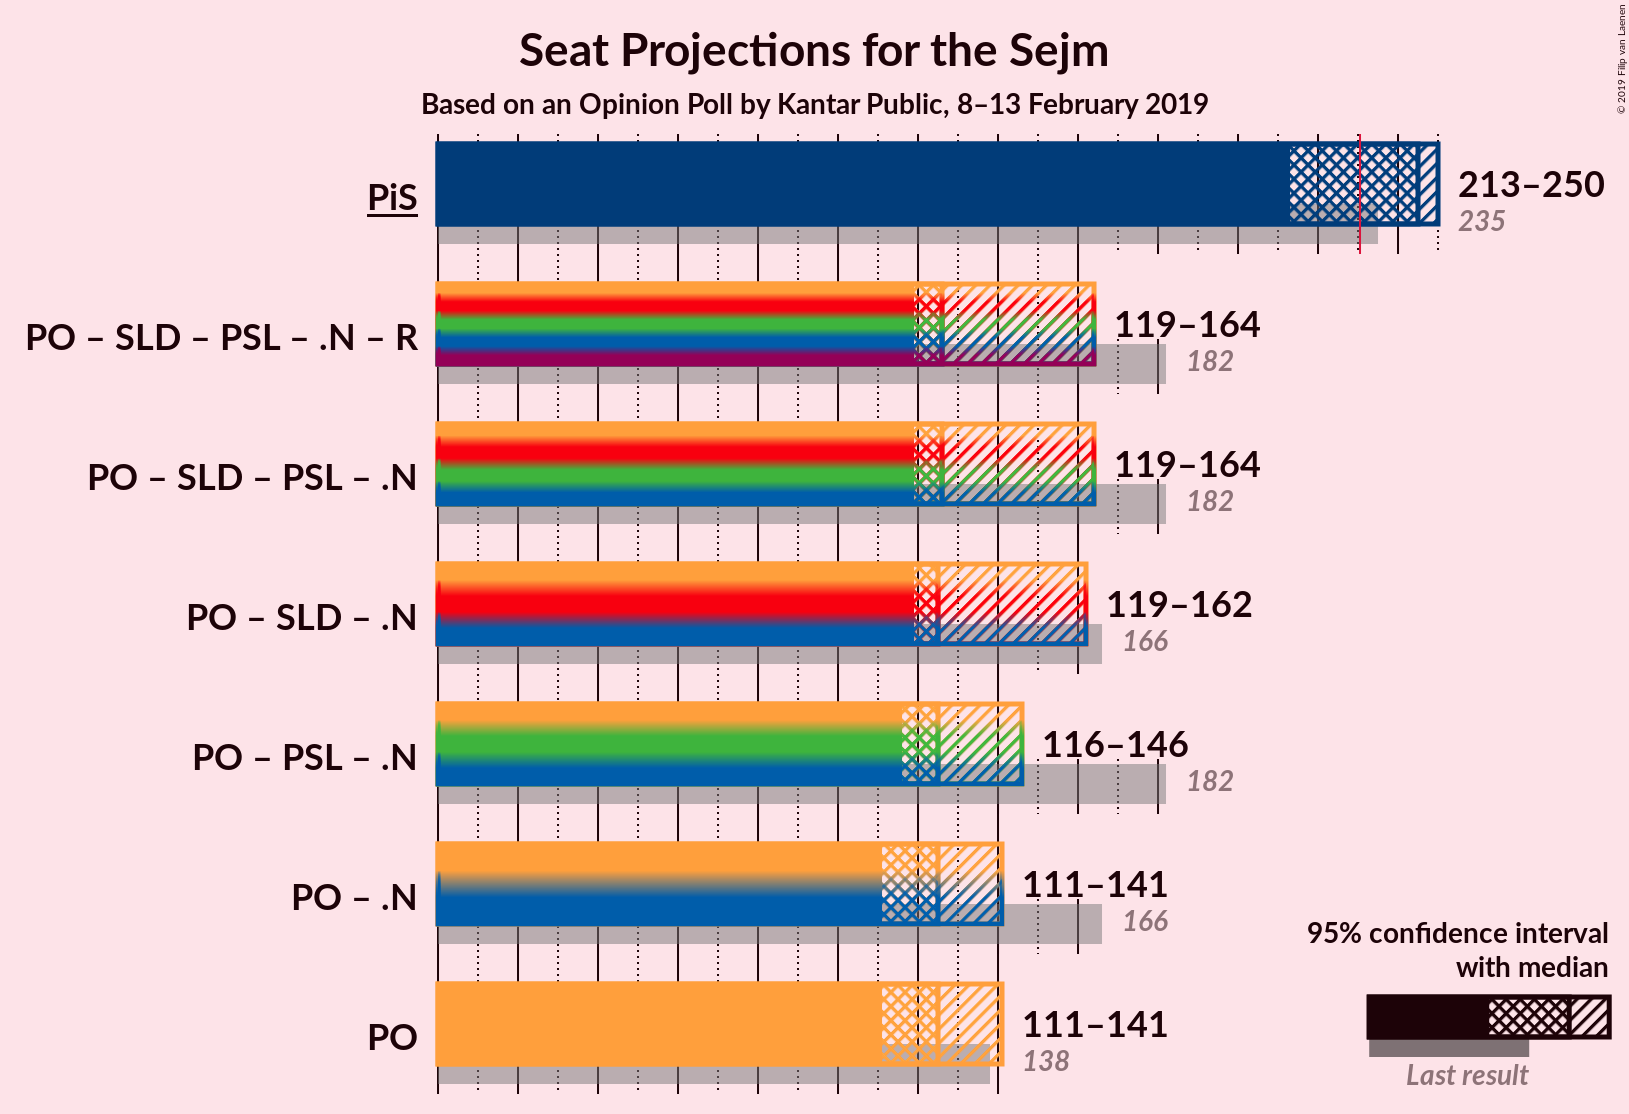 Seat Projections for the Sejm
Based on an Opinion Poll by Kantar Public, 8–13 February 2019
© 2019 Filip van Laenen
PiS
213–250
235
PO – SLD – PSL – .N – R
119–164
182
PO – SLD – PSL – .N
119–164
182
PO – SLD – .N
119–162
166
PO – PSL – .N
116–146
182
PO – .N
111–141
166
PO
111–141
138
95% confidence interval
with median
Last result